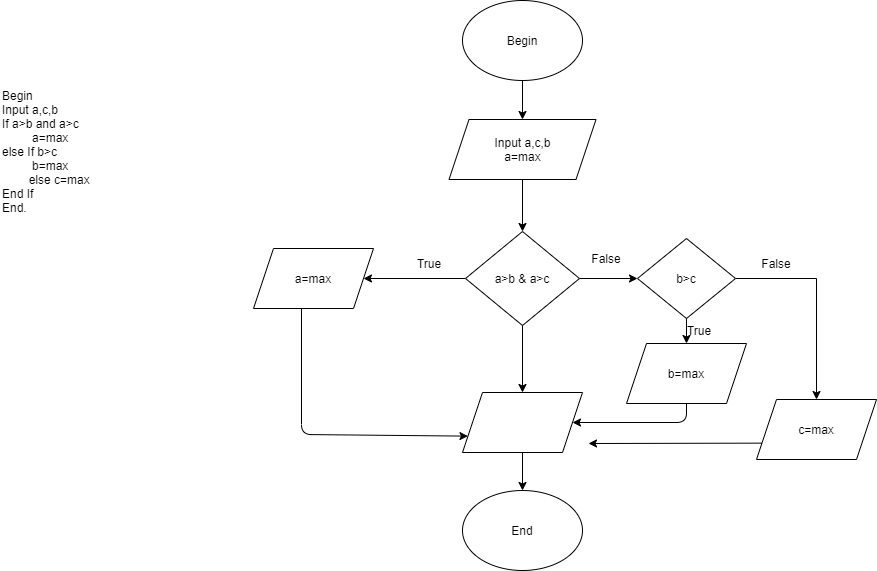 Begin
Input a,c,b
If a>b and a>c
a=max
else If b>c
b=max
else c=max
End If
End.
Begin
Input a,c,b
a=max
a>b & a>c
True
False
a=max
b>c
False
True
b=max
c=max
End